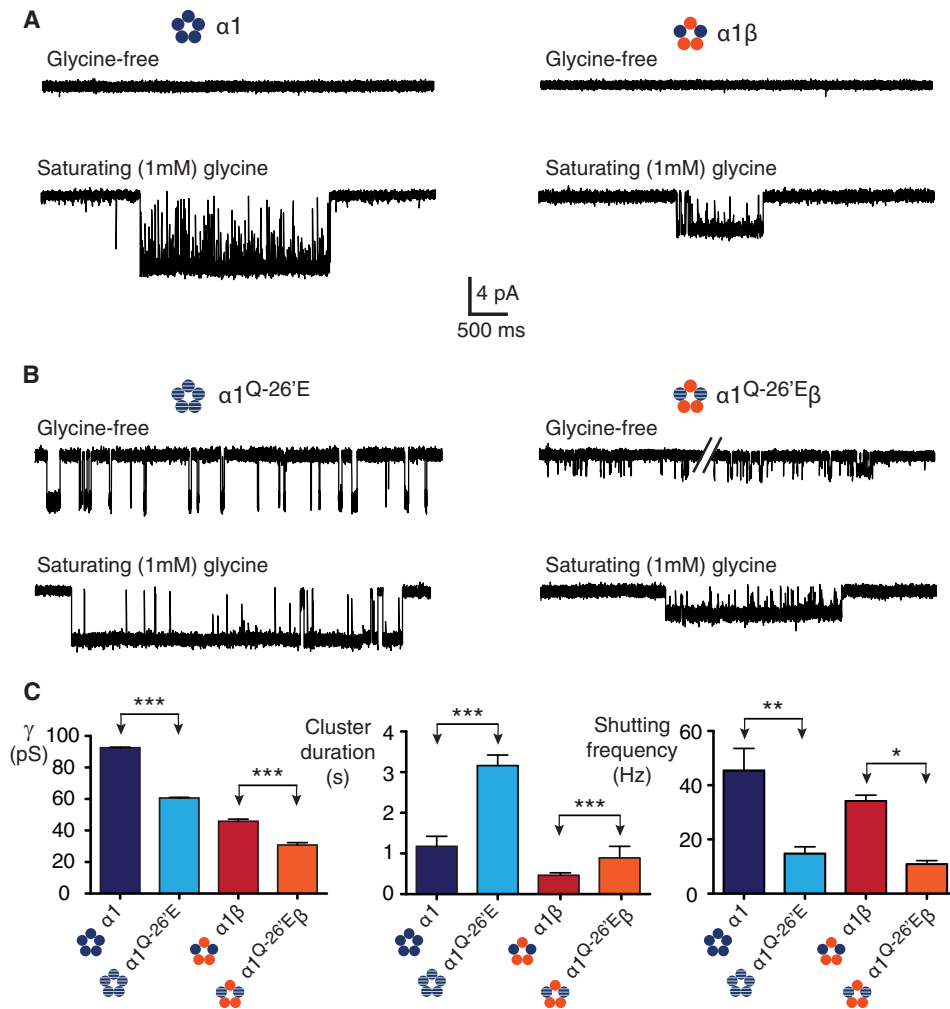 A
α1
α1β
Glycine-free
Glycine-free
Saturating (1mM) glycine
Saturating (1mM) glycine
4 pA
500 ms
B
α1Q-26'E
α1Q-26'Eβ
Glycine-free
Glycine-free
Saturating (1mM) glycine
Saturating (1mM) glycine
C
γ
(pS)
***
***
100
80
60
40
20
0
α1
α1Q-26'E
α1β
α1Q-26'Eβ
Cluster
duration
(s)
***
***
4
3
2
1
0
α1
α1Q-26'E
α1β
α1Q-26'Eβ
Shutting
frequency
(Hz)
**
*
60
40
20
0
α1
α1Q-26'E
α1β
α1Q-26'Eβ